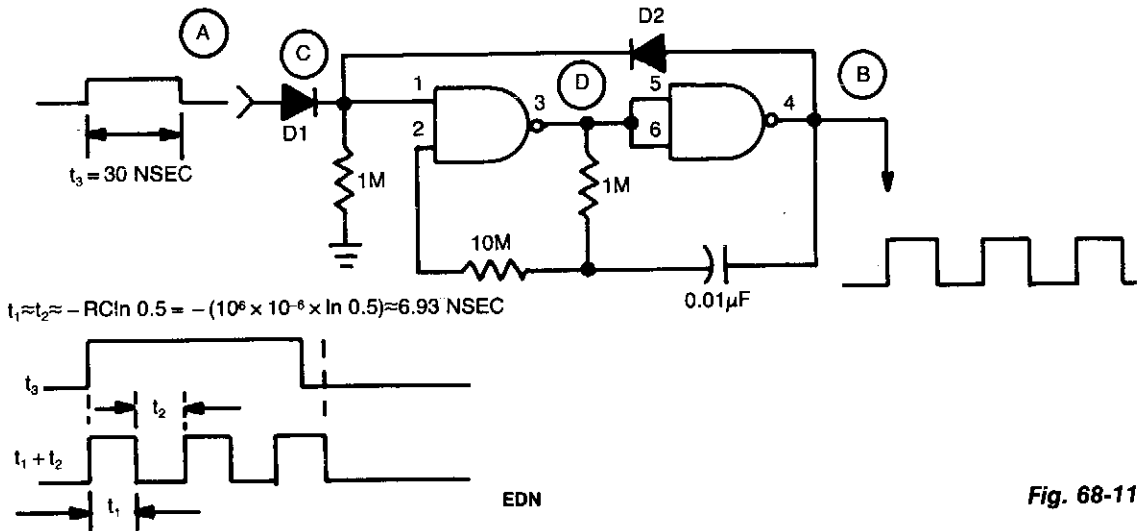 A
C
D2
D
B
1
2
3
5
6
4
D1
t₃ = 30 NSEC
1M
1M
10M
0.01μF
t₁≈t₂≈ –RCln 0.5 = –(10⁶ × 10⁻⁶ × ln 0.5)≈6.93 NSEC
t₃
t₂
t₁ + t₂
t₁
EDN
Fig. 68-11